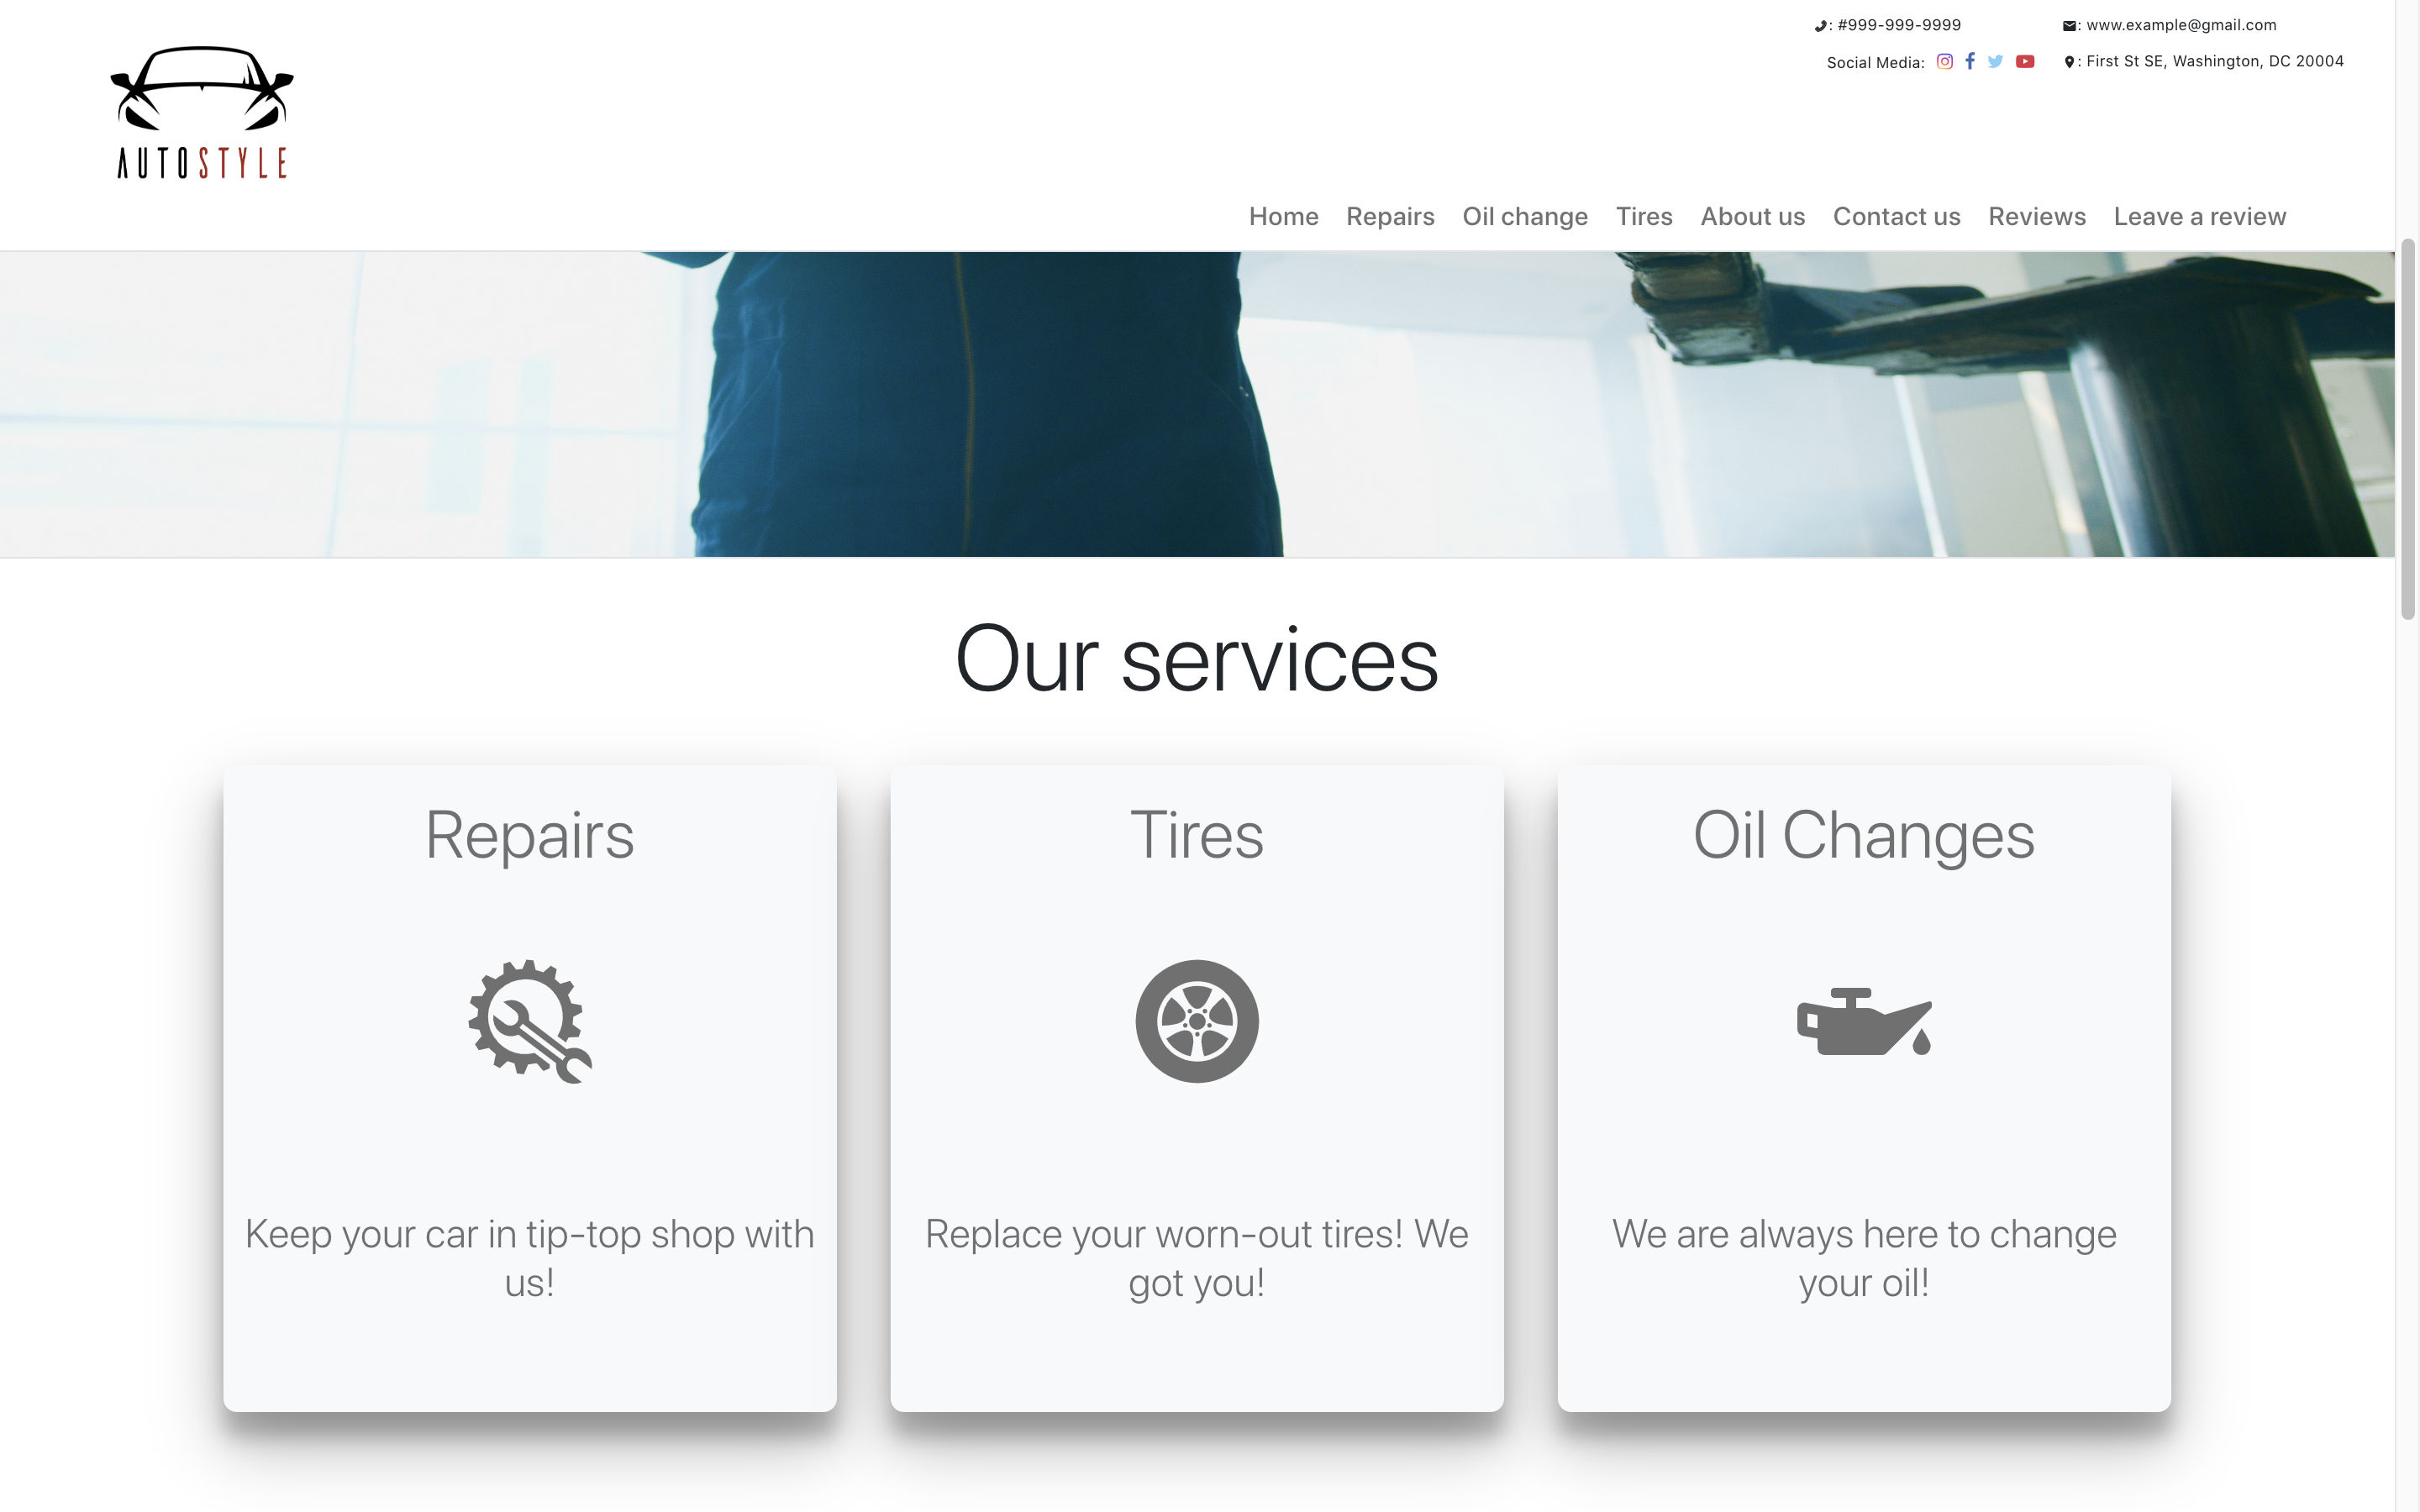 : #999-999-9999
: www.example@gmail.com
Social Media:
: First St SE, Washington, DC 20004
AUTOSTYLE
Home Repairs Oil change Tires About us Contact us Reviews Leave a review
Our services
Repairs
Keep your car in tip-top shop with
us!
Tires
Replace your worn-out tires! We
got you!
Oil Changes
We are always here to change
your oil!